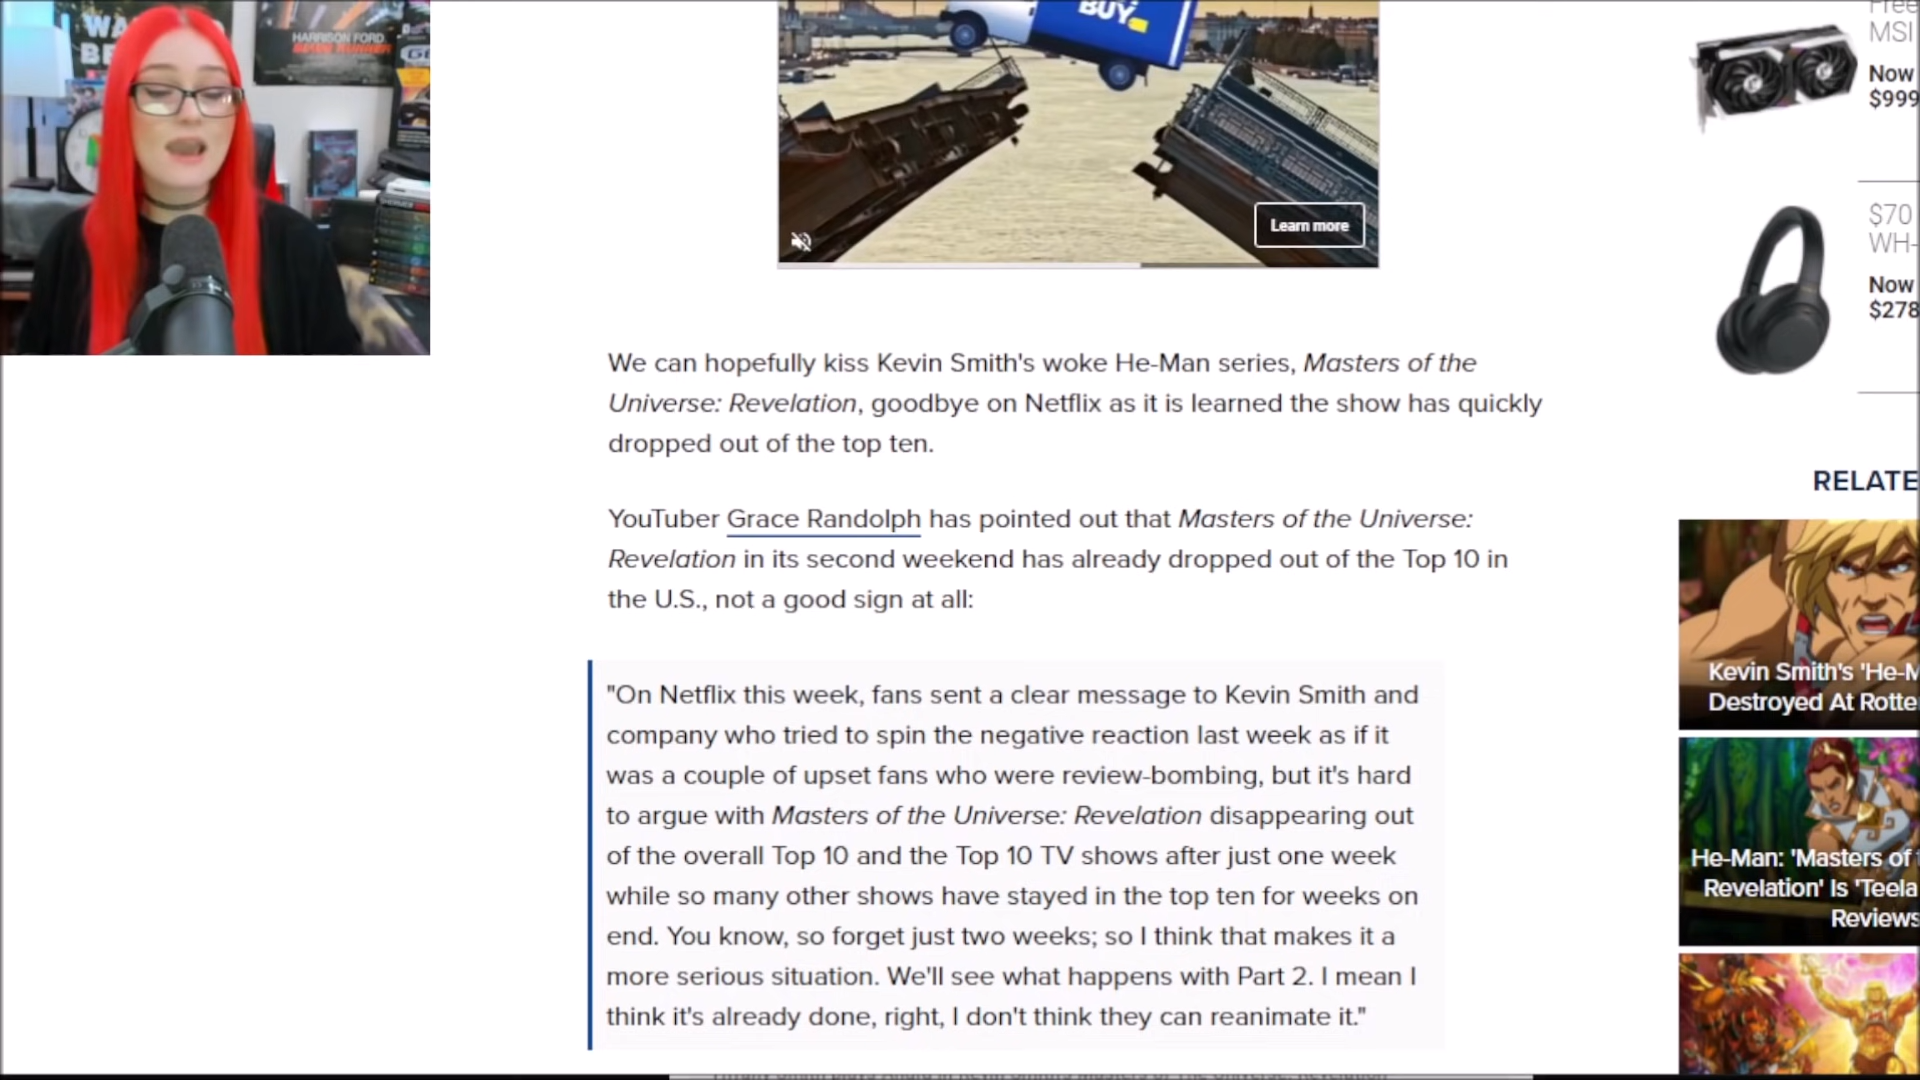 WA
BE
HARRISON FORD
BLADE RUNNER
BUY
Learn more
MSI
Now
$999
$70
WH-
Now
$278
We can hopefully kiss Kevin Smith's woke He-Man series, Masters of the
Universe: Revelation, goodbye on Netflix as it is learned the show has quickly
dropped out of the top ten.
YouTuber Grace Randolph has pointed out that Masters of the Universe:
Revelation in its second weekend has already dropped out of the Top 10 in
the U.S., not a good sign at all:
"On Netflix this week, fans sent a clear message to Kevin Smith and
company who tried to spin the negative reaction last week as if it
was a couple of upset fans who were review-bombing, but it's hard
to argue with Masters of the Universe: Revelation disappearing out
of the overall Top 10 and the Top 10 TV shows after just one week
while so many other shows have stayed in the top ten for weeks on
end. You know, so forget just two weeks; so I think that makes it a
more serious situation. We'll see what happens with Part 2. I mean I
think it's already done, right, I don't think they can reanimate it."
RELATE
Kevin Smith's 'He-M
Destroyed At Rotte
He-Man: 'Masters of
Revelation' Is 'Teela
Reviews